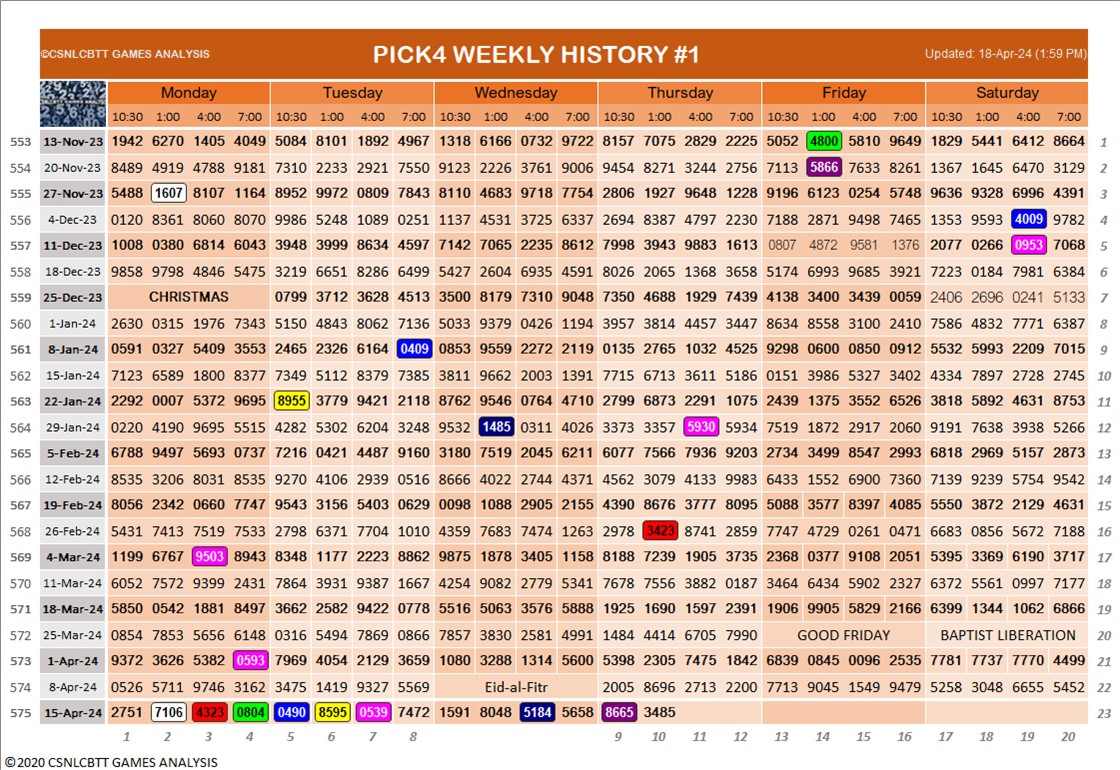 ©CSNLCBTT GAMES ANALYSIS PICK4 WEEKLY HISTORY #1 Updated: 18-Apr-24 (1:59 PM)
Monday Tuesday Wednesday Thursday Friday Saturday
10:30 1:00 4:00 7:00 10:30 1:00 4:00 8:00 10:30 1:00 4:00 7:00 10:30 1:00 4:00 7:00 10:30 1:00 4:00 7:00 10:30 1:00 4:00 7:00
553 13-Nov-23 1942 6270 1405 4049 5084 8101 1892 4967 1318 6166 0732 9722 8157 7075 2829 2225 5052 4800 5810 9649 1829 5441 6412 8664 1
554 20-Nov-23 8489 4919 4788 9181 7310 2233 2921 7550 9123 2226 3761 9006 9454 8271 3244 2756 7113 5866 7633 8261 1367 1645 6470 3129 2
555 27-Nov-23 5488 1607 8107 1164 8952 9972 0809 7843 8110 4683 9718 7754 2806 1927 9648 1228 9196 6123 0254 5748 9636 9328 6996 4391 3
556 4-Dec-23 0120 8361 8060 8070 9986 5248 1089 0251 1137 4531 3725 6337 2694 8387 4797 2230 7188 2871 9498 7465 1353 9593 4009 9782 4
557 11-Dec-23 1008 0380 6814 6043 3948 3999 8634 4597 7142 7065 2235 8612 7998 3943 9883 1613 0807 4872 9581 1376 2077 0266 0953 7068 5
558 18-Dec-23 9858 9798 4846 5475 3219 6651 8286 6499 5427 2604 6935 4591 8026 2065 1368 3658 5174 6993 9685 3921 7223 0184 7981 6384 6
559 25-Dec-23 CHRISTMAS 0799 3712 3628 4513 3500 8179 7310 9048 7350 4688 1929 7439 4138 3400 3439 0059 2406 2696 0241 5133 7
560 1-Jan-24 2630 0315 1976 7343 5150 4843 8062 7136 5033 9379 0426 1194 3957 3814 4457 3447 8634 8558 3100 2410 7586 4832 7771 6387 8
561 8-Jan-24 0591 0327 5409 3553 2465 2326 6164 0409 0853 9559 2272 2119 0135 2765 1032 4525 9298 0600 0150 0912 5532 5993 2209 7015 9
562 15-Jan-24 7123 6589 1800 8377 7349 5112 8379 7385 3811 9662 2003 1391 7715 6713 3611 5186 0151 3986 5327 3402 4334 7897 2728 2745 10
563 22-Jan-24 2292 0007 5372 9695 8955 3779 9421 2118 8762 9546 0764 4710 2799 6873 2291 1075 2439 1375 3552 6526 3818 5892 4631 8753 11
564 29-Jan-24 0220 4190 9695 5515 4282 5302 6204 3248 9532 1485 0311 4026 3373 3357 5930 5934 7519 1872 2917 2060 9191 7638 3938 5266 12
565 5-Feb-24 6788 9497 5693 0737 7216 0421 4487 9160 3180 7519 2045 6211 6077 7566 7936 9203 2734 3499 8547 2993 6818 2969 5157 2873 13
566 12-Feb-24 8535 3206 8031 8535 9270 4106 2939 0516 8666 4022 2744 4371 4562 3079 4133 9983 6433 1552 6900 7360 7139 9239 5754 9542 14
567 19-Feb-24 8056 2342 0660 7747 9543 3156 5403 0629 0098 1088 2905 2155 4390 8676 3777 8095 5088 3577 8397 4085 5550 3872 2129 4631 15
568 26-Feb-24 5431 7413 7519 7533 2798 6371 7704 1010 4359 7683 7474 1263 2978 3423 8741 2859 7747 4729 0261 0471 6683 0856 5672 7188 16
569 4-Mar-24 1199 6767 9503 8943 8348 1177 2223 8862 9875 1878 3405 1158 8188 7239 1905 3735 2368 0377 9108 2451 5395 3369 6190 3717 17
570 11-Mar-24 6052 7572 9399 2431 7864 3931 9387 1667 4254 9082 2779 5341 7678 7556 3882 0187 3464 6434 5902 2327 6372 5561 0997 7177 18
571 18-Mar-24 5850 0542 1881 8497 3662 2582 9422 0778 5516 5063 3576 5888 1925 1690 1597 2391 1906 9905 5829 2166 6399 1344 1062 6866 19
572 25-Mar-24 0854 7853 5656 6148 0316 5494 7869 0866 7857 3830 2581 4991 1484 4414 6705 7990 GOOD FRIDAY BAPTIST LIBERATION 20
573 1-Apr-24 9372 3626 5382 0593 7969 4054 2129 3659 1080 3288 1314 5600 5398 2305 7475 1842 6839 0845 0096 2535 7781 7737 7770 4499 21
574 8-Apr-24 0526 5711 9746 3162 3475 1419 9327 5569 Eid-al-Fitr 2005 8696 2713 2200 7713 9045 1549 9479 5258 3048 6655 5452 22
575 15-Apr-24 2751 7106 4323 0804 0490 8595 0539 7472 1591 8048 5184 5658 8665 3485 23
1 2 3 4 5 6 7 8 9 10 11 12 13 14 15 16 17 18 19 20
©2020 CSNLCBTT GAMES ANALYSIS